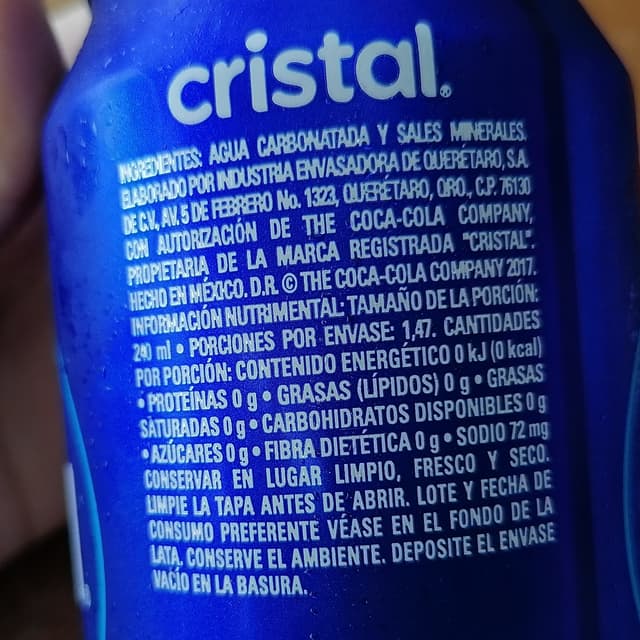 cristal®
INGREDIENTES: AGUA CARBONATADA Y SALES MINERALES.
ELABORADO POR INDUSTRIA ENVASADORA DE QUERÉTARO, S.A.
DE C.V., AV. 5 DE FEBRERO No. 1323, QUERÉTARO, QRO., C.P. 76130
CON AUTORIZACIÓN DE THE COCA-COLA COMPANY,
PROPIETARIA DE LA MARCA REGISTRADA "CRISTAL".
HECHO EN MÉXICO. D.R. © THE COCA-COLA COMPANY 2017.
INFORMACIÓN NUTRIMENTAL: TAMAÑO DE LA PORCIÓN:
240 ml • PORCIONES POR ENVASE: 1,47. CANTIDADES
POR PORCIÓN: CONTENIDO ENERGÉTICO 0 kJ (0 kcal)
• PROTEÍNAS 0 g • GRASAS (LÍPIDOS) 0 g • GRASAS
SATURADAS 0 g • CARBOHIDRATOS DISPONIBLES 0 g
• AZÚCARES 0 g • FIBRA DIETÉTICA 0 g • SODIO 72 mg
CONSERVAR EN LUGAR LIMPIO, FRESCO Y SECO.
LIMPIE LA TAPA ANTES DE ABRIR. LOTE Y FECHA DE
CONSUMO PREFERENTE VÉASE EN EL FONDO DE LA
LATA, CONSERVE EL AMBIENTE. DEPOSITE EL ENVASE
VACÍO EN LA BASURA.